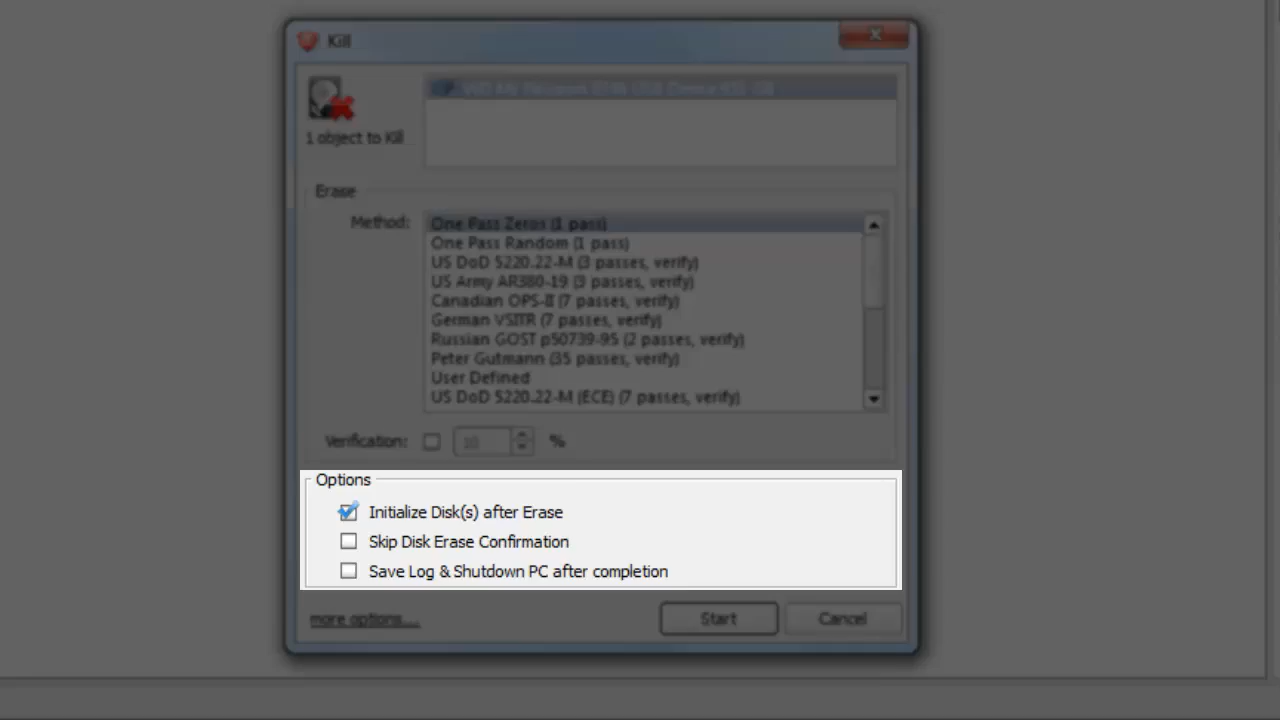 Kill
1 object to Kill
Erase
Method:
One Pass Zeros (1 pass)
One Pass Random (1 pass)
US DoD 5220.22-M (3 passes, verify)
US Army AR380-19 (3 passes, verify)
Canadian OPS-II (7 passes, verify)
German VSITR (7 passes, verify)
Russian GOST p50739-95 (2 passes, verify)
Peter Gutmann (35 passes, verify)
User Defined
US DoD 5220.22-M (ECE) (7 passes, verify)
Verification: 10 %
Options
Initialize Disk(s) after Erase
Skip Disk Erase Confirmation
Save Log & Shutdown PC after completion
more options... Start Cancel